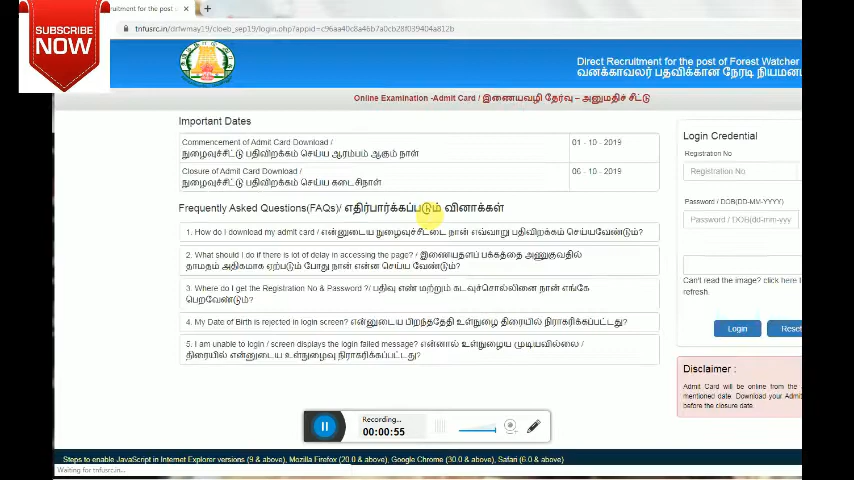 SUBSCRIBE
NOW
ruitment for the post
tnfusrc.in/drfwmay19/cloeb_sep19/login.php?appid=c96aa40c8a46b7a0cb28f039404a812b
Direct Recruitment for the post of Forest Watcher
வனக்காவலர் பதவிக்கான நேரடி நியமன
Online Examination -Admit Card / இணையவழி தேர்வு – அனுமதிச் சீட்டு
Important Dates
Commencement of Admit Card Download /
நுழைவுச்சீட்டு பதிவிறக்கம் செய்ய ஆரம்பம் ஆகும் நாள்
01 - 10 - 2019
Closure of Admit Card Download /
நுழைவுச்சீட்டு பதிவிறக்கம் செய்ய கடைசிநாள்
06 - 10 - 2019
Frequently Asked Questions(FAQs)/ எதிர்பார்க்கப்படும் வினாக்கள்
1. How do I download my admit card / என்னுடைய நுழைவுச்சீட்டை நான் எவ்வாறு பதிவிறக்கம் செய்யவேண்டும்?
2. What should I do if there is lot of delay in accessing the page? / இணையதளப் பக்கத்தை அணுகுவதில்
தாமதம் அதிகமாக ஏற்படும் போது நான் என்ன செய்ய வேண்டும்?
3. Where do I get the Registration No & Password ?/ பதிவு எண் மற்றும் கடவுச்சொல்லினை நான் எங்கே
பெறவேண்டும்?
4. My Date of Birth is rejected in login screen? என்னுடைய பிறந்ததேதி உள்நுழை திரையில் நிராகரிக்கப்பட்டது?
5. I am unable to login / screen displays the login failed message? என்னால் உள்நுழைய முடியவில்லை /
திரையில் என்னுடைய உள்நுழைவு நிராகரிக்கப்பட்டது?
Login Credential
Registration No
Registration No
Password / DOB(DD-MM-YYYY)
Password / DOB(dd-mm-yyy
Can't read the image? click here
refresh.
Login
Reset
Disclaimer :
Admit Card will be online from the
mentioned date. Download your Admi
before the closure date.
Recording...
00:00:55
Steps to enable JavaScript in Internet Explorer versions (9 & above), Mozilla Firefox (20.0 & above), Google Chrome (30.0 & above), Safari (6.0 & above)
Waiting for tnfusrc.in...